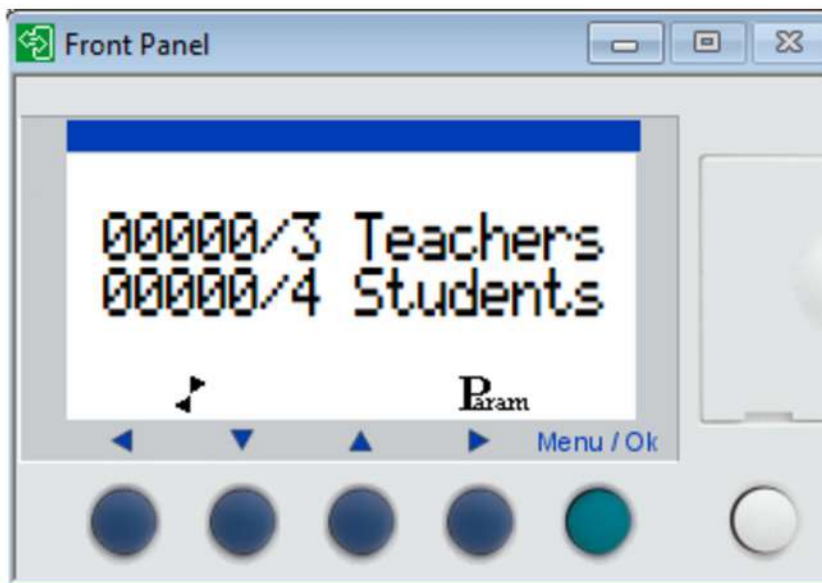 Front Panel
00000/3 Teachers
00000/4 Students
Param
Menu / Ok